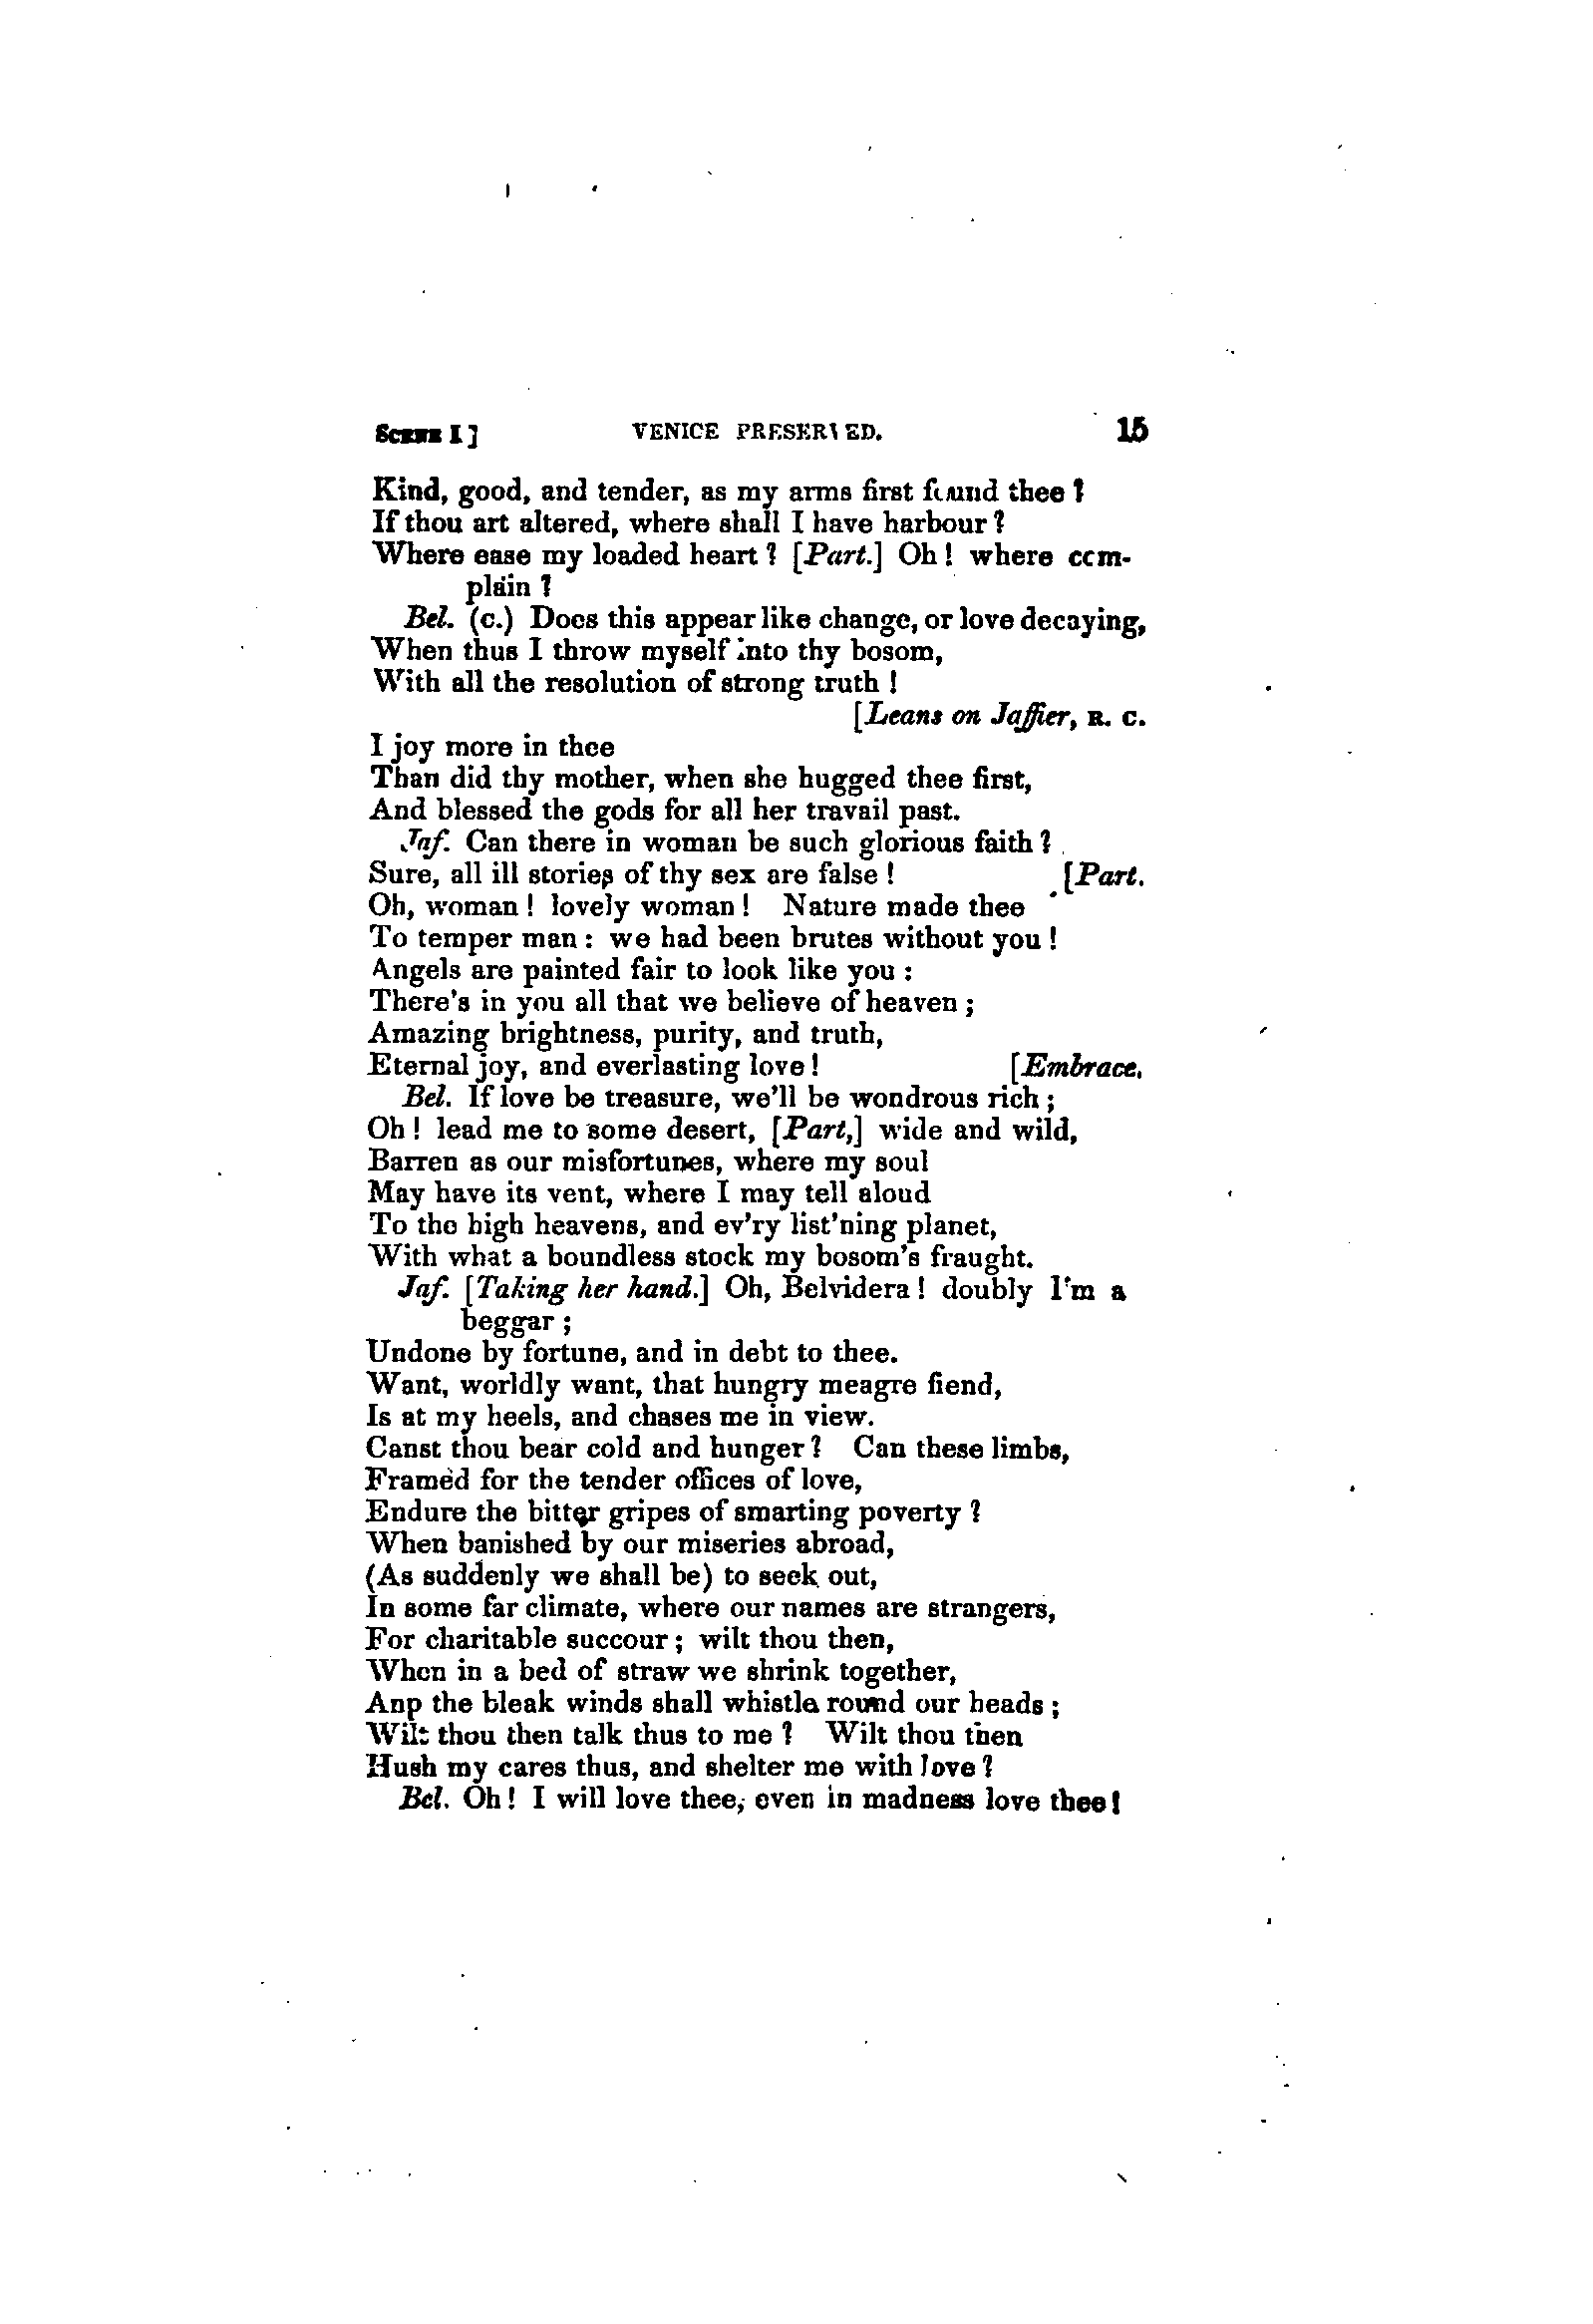 SCENE I] VENICE PRESERVED. 15
Kind, good, and tender, as my arms first found thee?
If thou art altered, where shall I have harbour?
Where ease my loaded heart? [Part.] Oh! where com-
plain?
Bel. (c.) Does this appear like change, or love decaying,
When thus I throw myself into thy bosom,
With all the resolution of strong truth!
[Leans on Jaffier, R. C.
I joy more in thee
Than did thy mother, when she hugged thee first,
And blessed the gods for all her travail past.
Jaf. Can there in woman be such glorious faith?
Sure, all ill stories of thy sex are false! [Part.
Oh, woman! lovely woman! Nature made thee
To temper man: we had been brutes without you!
Angels are painted fair to look like you:
There's in you all that we believe of heaven;
Amazing brightness, purity, and truth,
Eternal joy, and everlasting love! [Embrace.
Bel. If love be treasure, we'll be wondrous rich;
Oh! lead me to some desert, [Part,] wide and wild,
Barren as our misfortunes, where my soul
May have its vent, where I may tell aloud
To the high heavens, and ev'ry list'ning planet,
With what a boundless stock my bosom's fraught.
Jaf. [Taking her hand.] Oh, Belvidera! doubly I'm a
beggar;
Undone by fortune, and in debt to thee.
Want, worldly want, that hungry meagre fiend,
Is at my heels, and chases me in view.
Canst thou bear cold and hunger? Can these limbs,
Framed for the tender offices of love,
Endure the bitter gripes of smarting poverty?
When banished by our miseries abroad,
(As suddenly we shall be) to seek out,
In some far climate, where our names are strangers,
For charitable succour; wilt thou then,
When in a bed of straw we shrink together,
Anp the bleak winds shall whistle round our heads;
Wilt thou then talk thus to me? Wilt thou then
Hush my cares thus, and shelter me with love?
Bel. Oh! I will love thee, even in madness love thee!